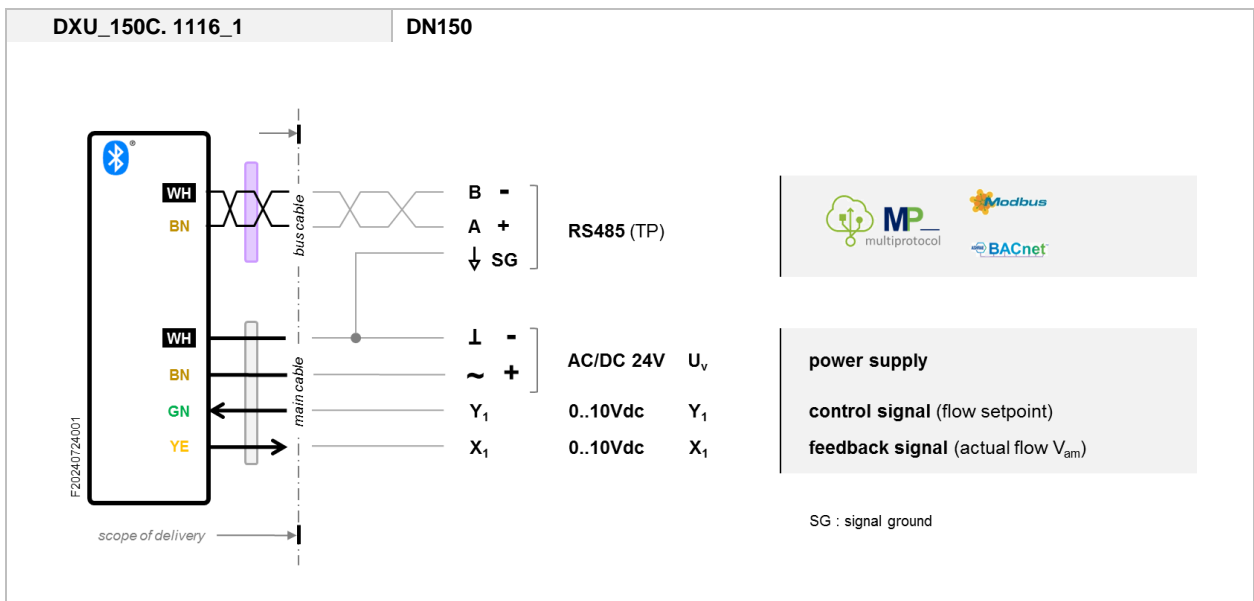 DXU_150C. 1116_1 DN150
WH B -
bus cable
BN A + RS485 (TP)
SG
MP_
multiprotocol
Modbus
BACnet
WH ⊥ -
main cable
BN ~ + AC/DC 24V Uv power supply
GN Y1 0..10Vdc Y1 control signal (flow setpoint)
YE X1 0..10Vdc X1 feedback signal (actual flow Vam)
F20240724001
scope of delivery
SG : signal ground